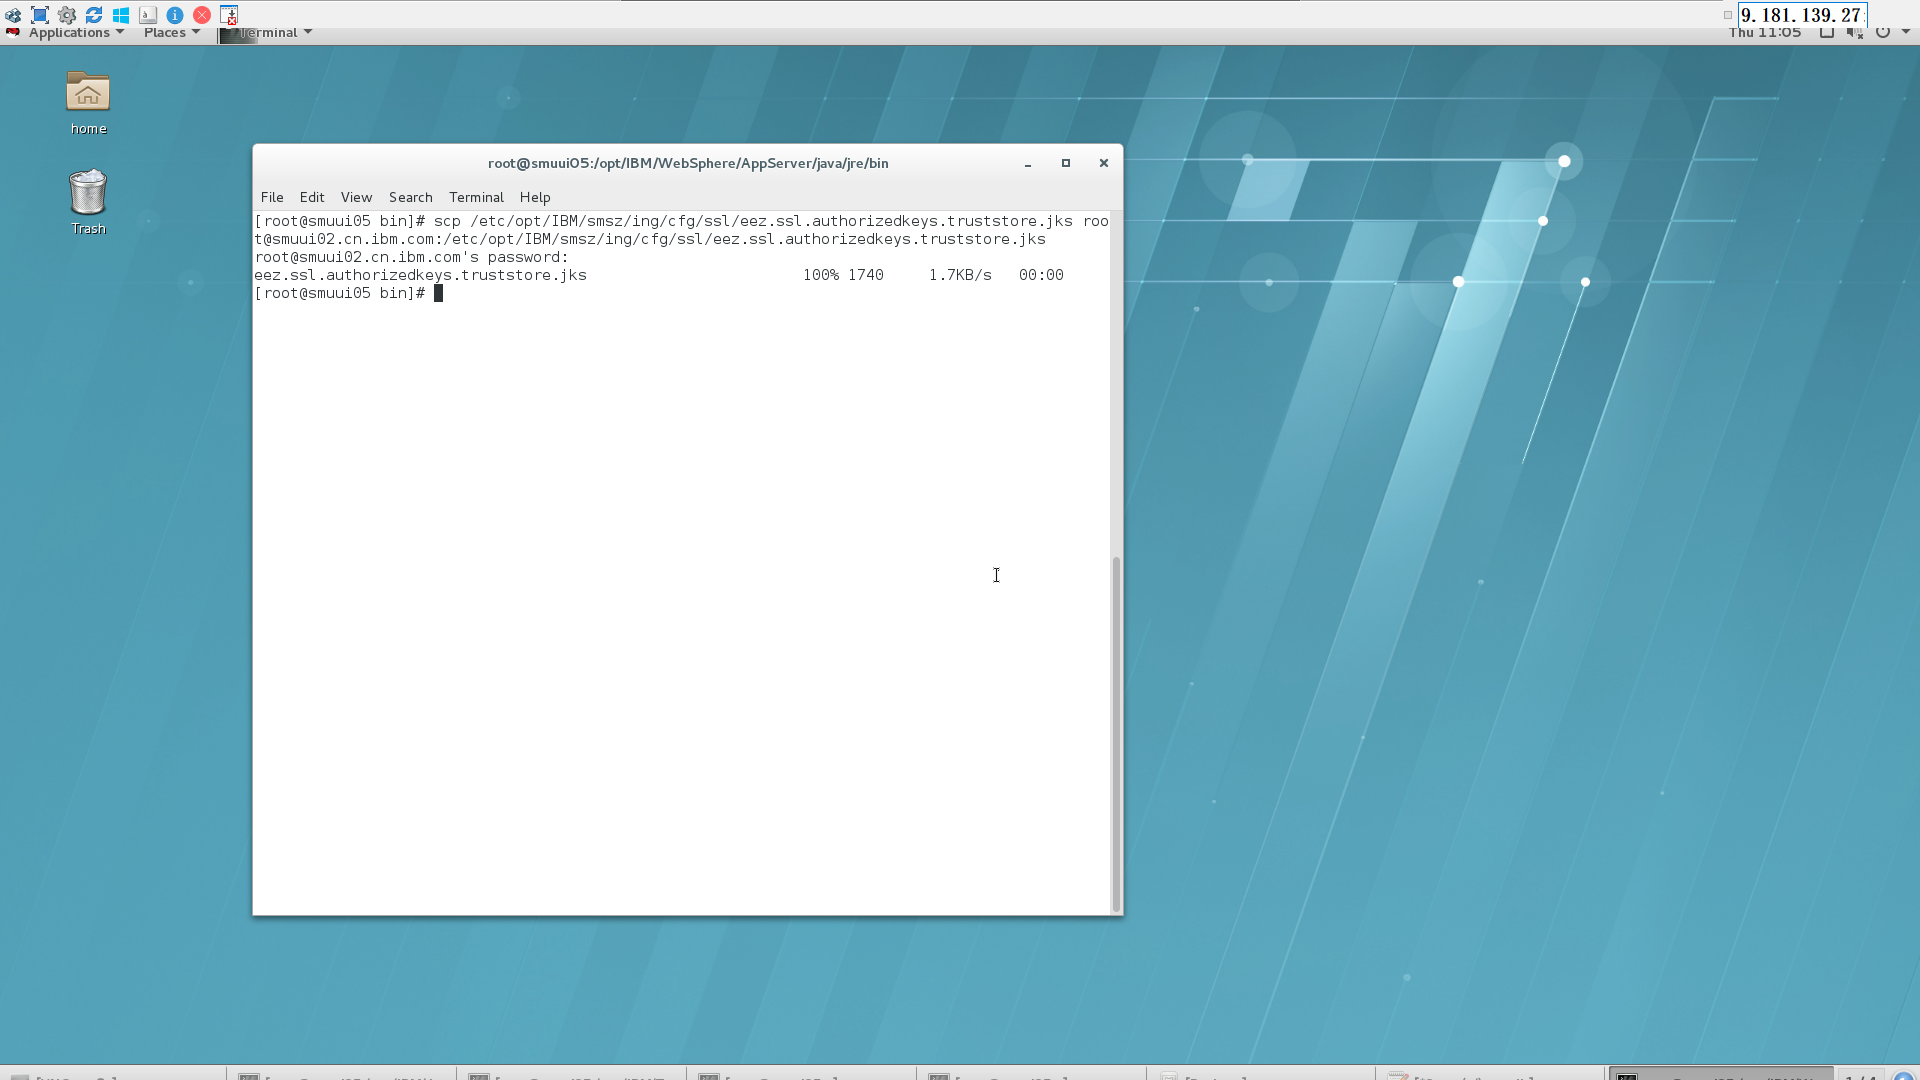 9.181.139.27:
Applications Places Terminal Thu 11:05
home
Trash
root@smuui05:/opt/IBM/WebSphere/AppServer/java/jre/bin
File Edit View Search Terminal Help
[root@smuui05 bin]# scp /etc/opt/IBM/smsz/ing/cfg/ssl/eez.ssl.authorizedkeys.truststore.jks roo
t@smuui02.cn.ibm.com:/etc/opt/IBM/smsz/ing/cfg/ssl/eez.ssl.authorizedkeys.truststore.jks
root@smuui02.cn.ibm.com's password:
eez.ssl.authorizedkeys.truststore.jks 100% 1740 1.7KB/s 00:00
[root@smuui05 bin]#